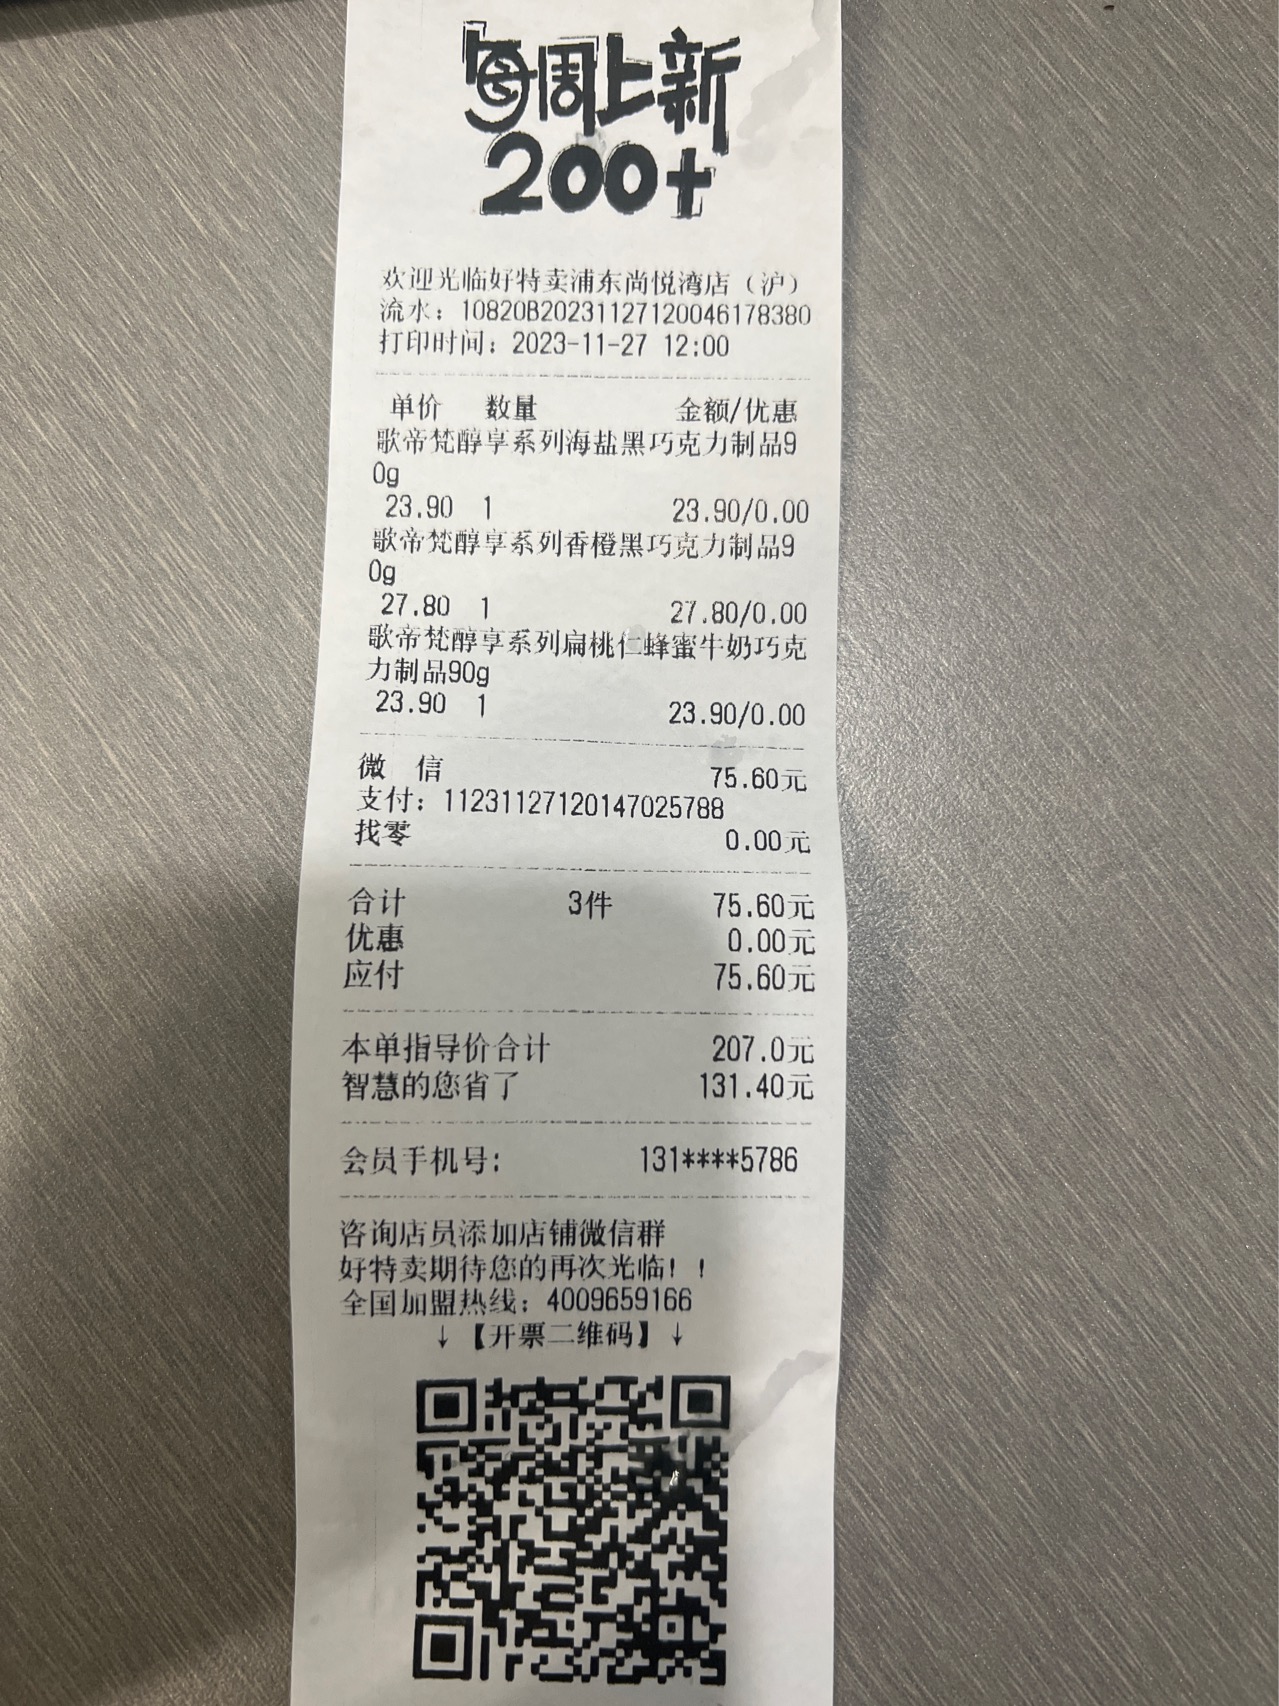 每周上新
200+
欢迎光临好特卖浦东尚悦湾店（沪）
流水：10820B20231127120046178380
打印时间：2023-11-27 12:00
单价 数量 金额/优惠
歌帝梵醇享系列海盐黑巧克力制品9
0g
23.90 1 23.90/0.00
歌帝梵醇享系列香橙黑巧克力制品9
0g
27.80 1 27.80/0.00
歌帝梵醇享系列扁桃仁蜂蜜牛奶巧克
力制品90g
23.90 1 23.90/0.00
微 信 75.60元
支付：11231127120147025788
找零 0.00元
合计 3件 75.60元
优惠 0.00元
应付 75.60元
本单指导价合计 207.0元
智慧的您省了 131.40元
会员手机号: 131****5786
咨询店员添加店铺微信群
好特卖期待您的再次光临！！
全国加盟热线：4009659166
↓【开票二维码】↓